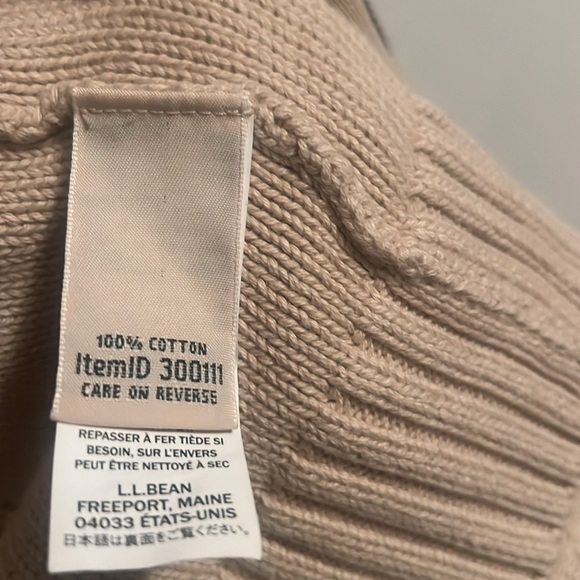 100% COTTON
ItemID 300111
CARE ON REVERSE
REPASSER À FER TIÈDE SI
BESOIN, SUR L'ENVERS
PEUT ÊTRE NETTOYÉ À SEC
L.L.BEAN
FREEPORT, MAINE
04033 ÉTATS-UNIS
日本語は裏面をご覧ください。